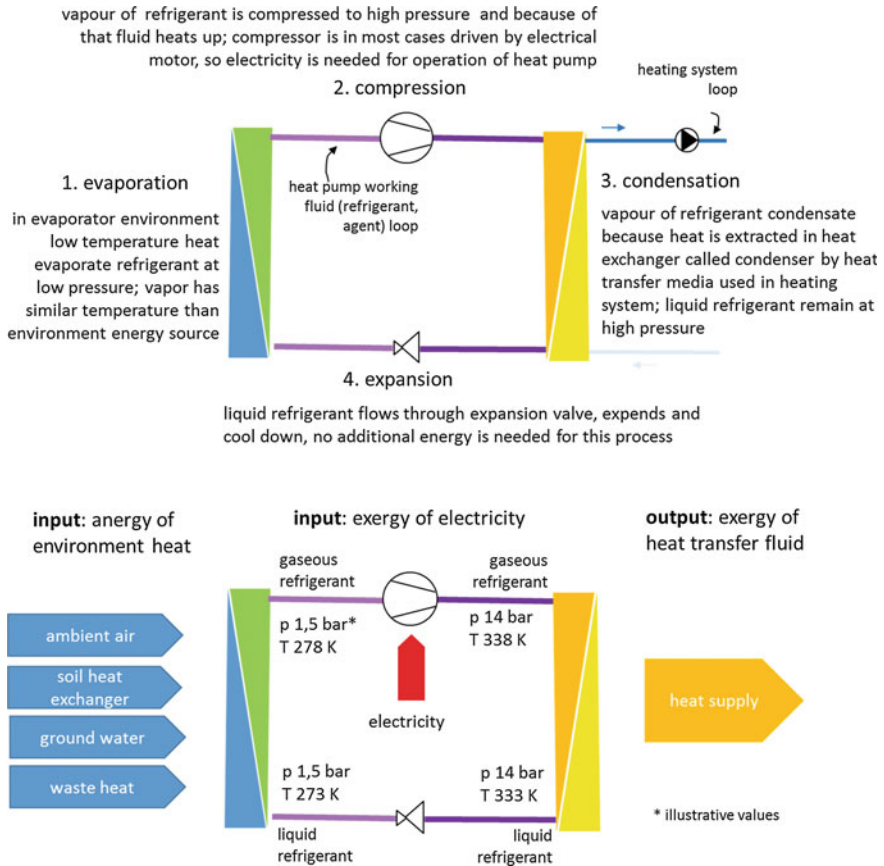 vapour of refrigerant is compressed to high pressure and because of
that fluid heats up; compressor is in most cases driven by electrical
motor, so electricity is needed for operation of heat pump
2. compression
heating system
loop
1. evaporation
in evaporator environment
low temperature heat
evaporate refrigerant at
low pressure; vapor has
similar temperature than
environment energy source
heat pump working
fluid (refrigerant,
agent) loop
3. condensation
vapour of refrigerant condensate
because heat is extracted in heat
exchanger called condenser by heat
transfer media used in heating
system; liquid refrigerant remain at
high pressure
4. expansion
liquid refrigerant flows through expansion valve, expends and
cool down, no additional energy is needed for this process
input: anergy of
environment heat
input: exergy of electricity
output: exergy of
heat transfer fluid
gaseous
refrigerant
gaseous
refrigerant
ambient air
soil heat
exchanger
ground water
waste heat
p 1,5 bar*
T 278 K
p 14 bar
T 338 K
electricity
heat supply
p 1,5 bar
T 273 K
p 14 bar
T 333 K
liquid
refrigerant
liquid
refrigerant
* illustrative values